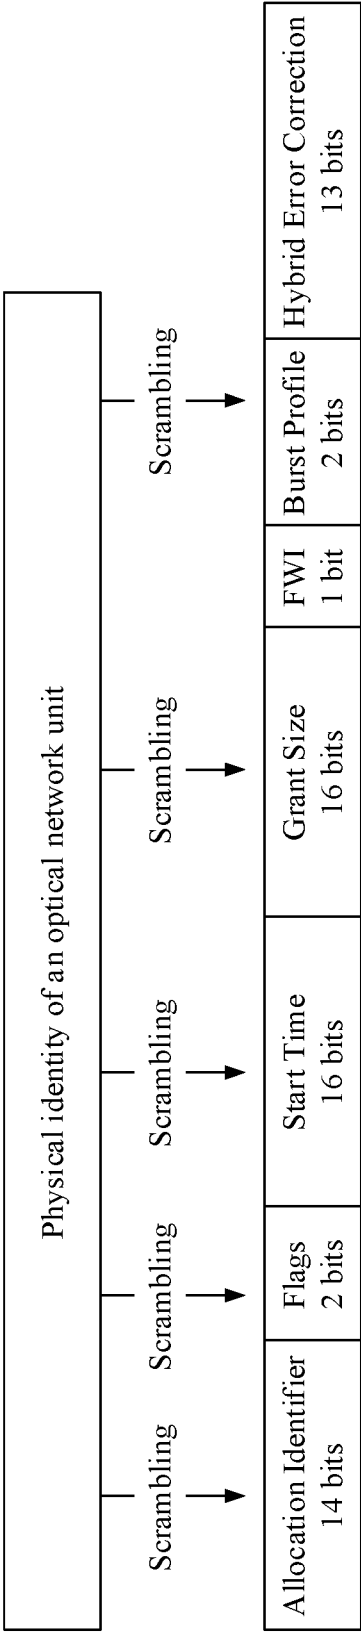 Physical identity of an optical network unit
Scrambling
Scrambling
Scrambling
Scrambling
Scrambling
Allocation Identifier
14 bits
Flags
2 bits
Start Time
16 bits
Grant Size
16 bits
FWI
1 bit
Burst Profile
2 bits
Hybrid Error Correction
13 bits